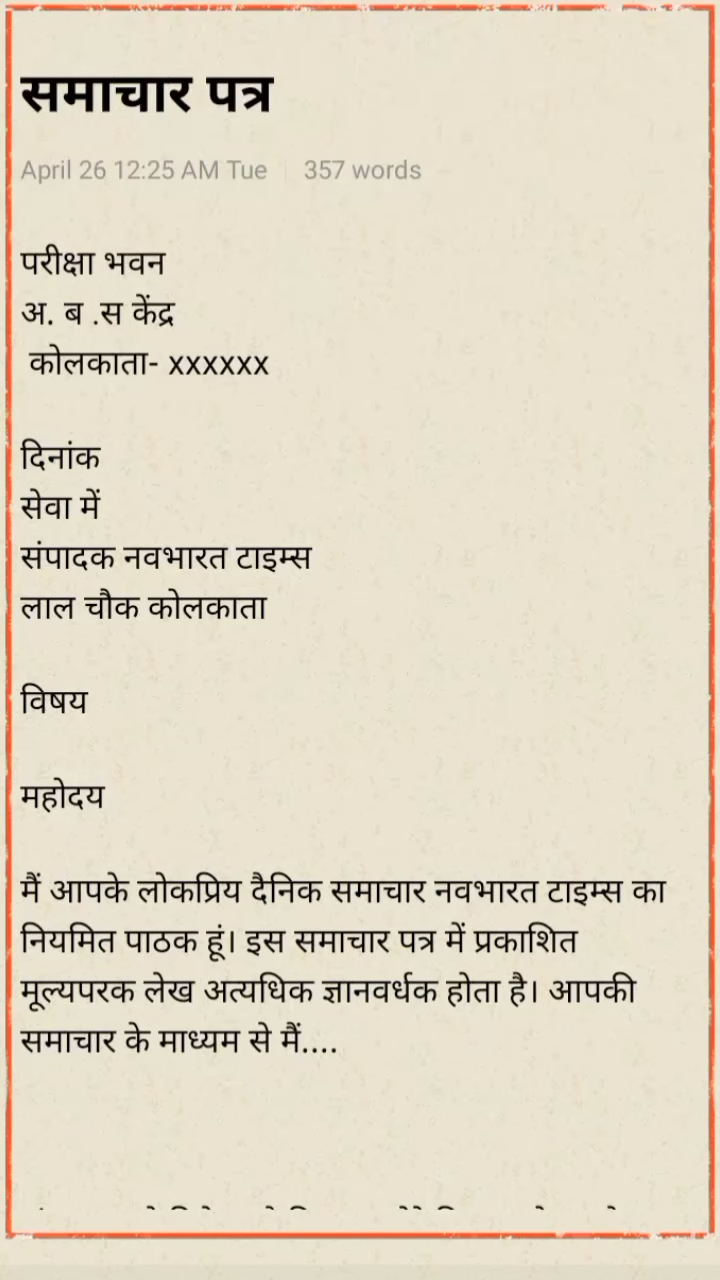 समाचार पत्र
April 26 12:25 AM Tue | 357 words
परीक्षा भवन
अ. ब .स केंद्र
कोलकाता- xxxxxx
दिनांक
सेवा में
संपादक नवभारत टाइम्स
लाल चौक कोलकाता
विषय
महोदय
मैं आपके लोकप्रिय दैनिक समाचार नवभारत टाइम्स का
नियमित पाठक हूं। इस समाचार पत्र में प्रकाशित
मूल्यपरक लेख अत्यधिक ज्ञानवर्धक होता है। आपकी
समाचार के माध्यम से मैं....